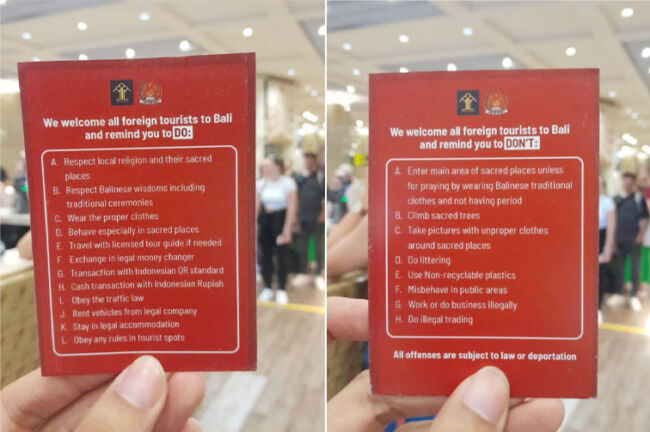 We welcome all foreign tourists to Bali
and remind you to DO:
A. Respect local religion and their sacred
places
B. Respect Balinese wisdoms including
traditional ceremonies
C. Wear the proper clothes
D. Behave especially in sacred places
E. Travel with licensed tour guide if needed
F. Exchange in legal money changer
G. Transaction with Indonesian QR standard
H. Cash transaction with Indonesian Rupiah
I. Obey the traffic law
J. Rent vehicles from legal company
K. Stay in legal accommodation
L. Obey any rules in tourist spots
We welcome all foreign tourists to Bali
and remind you to DON'T:
A. Enter main area of sacred places unless
for praying by wearing Balinese traditional
clothes and not having period
B. Climb sacred trees
C. Take pictures with unproper clothes
around sacred places
D. Do littering
E. Use Non-recyclable plastics
F. Misbehave in public areas
G. Work or do business illegally
H. Do illegal trading
All offenses are subject to law or deportation